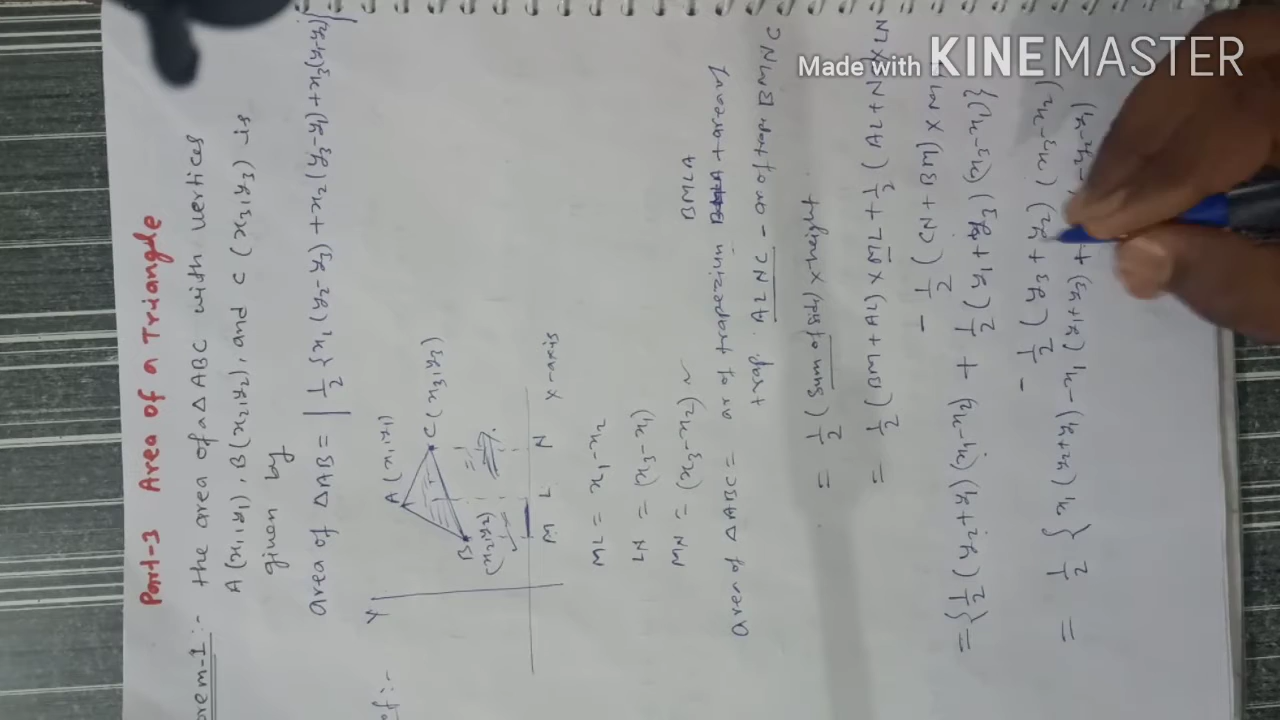 Part-3 Area of a Triangle
orem-1:- the area of a △ABC with vertices
A(x1,y1), B(x2,y2), and C(x3,y3) is
given by
area of △AB = | 1/2 {x1(y2-y3) + x2(y3-y1) + x3(y1-y2)
of:-
Y
A(x1,y1)
C(x3,y3)
B
(x2,y2)
M L N X-axis
ML = x1-x2
LN = (x3-x1)
MN = (x3-x2)
BMLA
Area of △ABC = ar of trapezium + area of
trap. ALNC - ar of trap BMNC
= 1/2 (sum of sides) x height
= 1/2 (BM+AL) x ML + 1/2 (AL+N) x LN
- 1/2 (CN+BM) x MN
={1/2 (y2+y1)(x1-x2) + 1/2 (y1+y3)(x3-x1)}
- 1/2 (y3+y2)(x3-x2)
= 1/2 { x1(y2+y1) - x1(y1+y3) +
Made with KINEMASTER